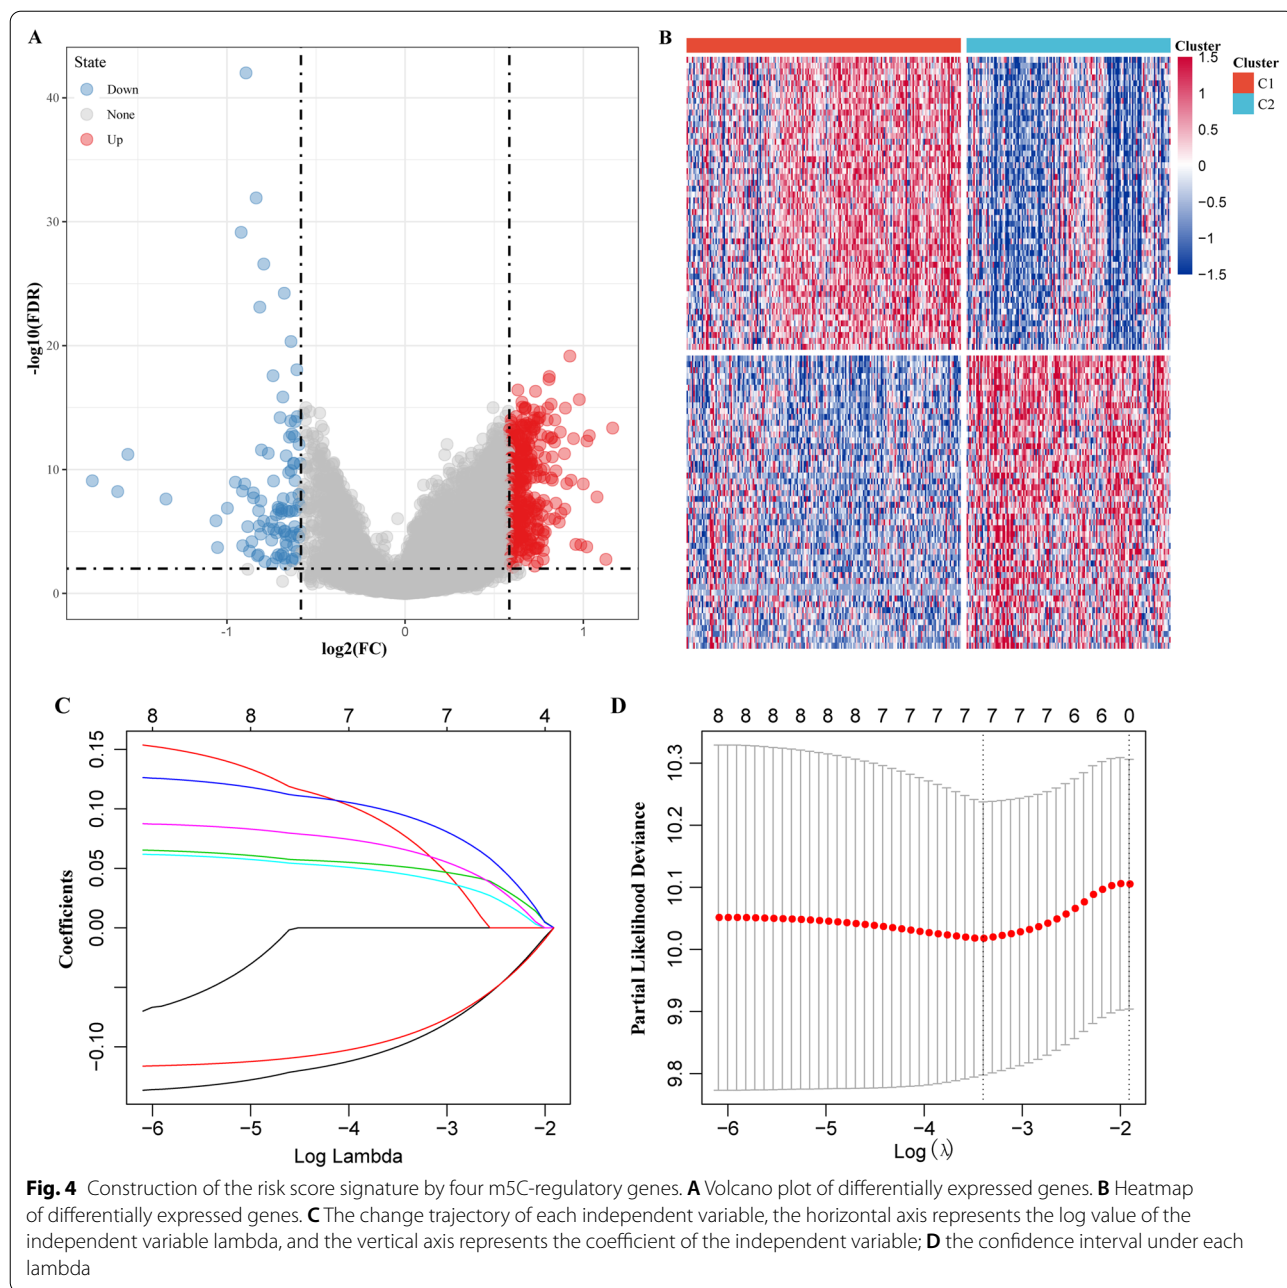 A
State
Down
None
Up
40
30
20
10
0
-1
0
1
-log10(FDR)
log2(FC)
B
Cluster
1.5
1
0.5
0
−0.5
−1
−1.5
Cluster
C1
C2
C
8 8 7 7 4
0.15
0.10
0.05
0.00
−0.10
Coefficients
−6 −5 −4 −3 −2
Log Lambda
D
8 8 8 8 8 8 7 7 7 7 7 7 7 6 6 0
10.3
10.2
10.1
10.0
9.9
9.8
Partial Likelihood Deviance
−6 −5 −4 −3 −2
Log (λ)
Fig. 4 Construction of the risk score signature by four m5C-regulatory genes. A Volcano plot of differentially expressed genes. B Heatmap
of differentially expressed genes. C The change trajectory of each independent variable, the horizontal axis represents the log value of the
independent variable lambda, and the vertical axis represents the coefficient of the independent variable; D the confidence interval under each
lambda